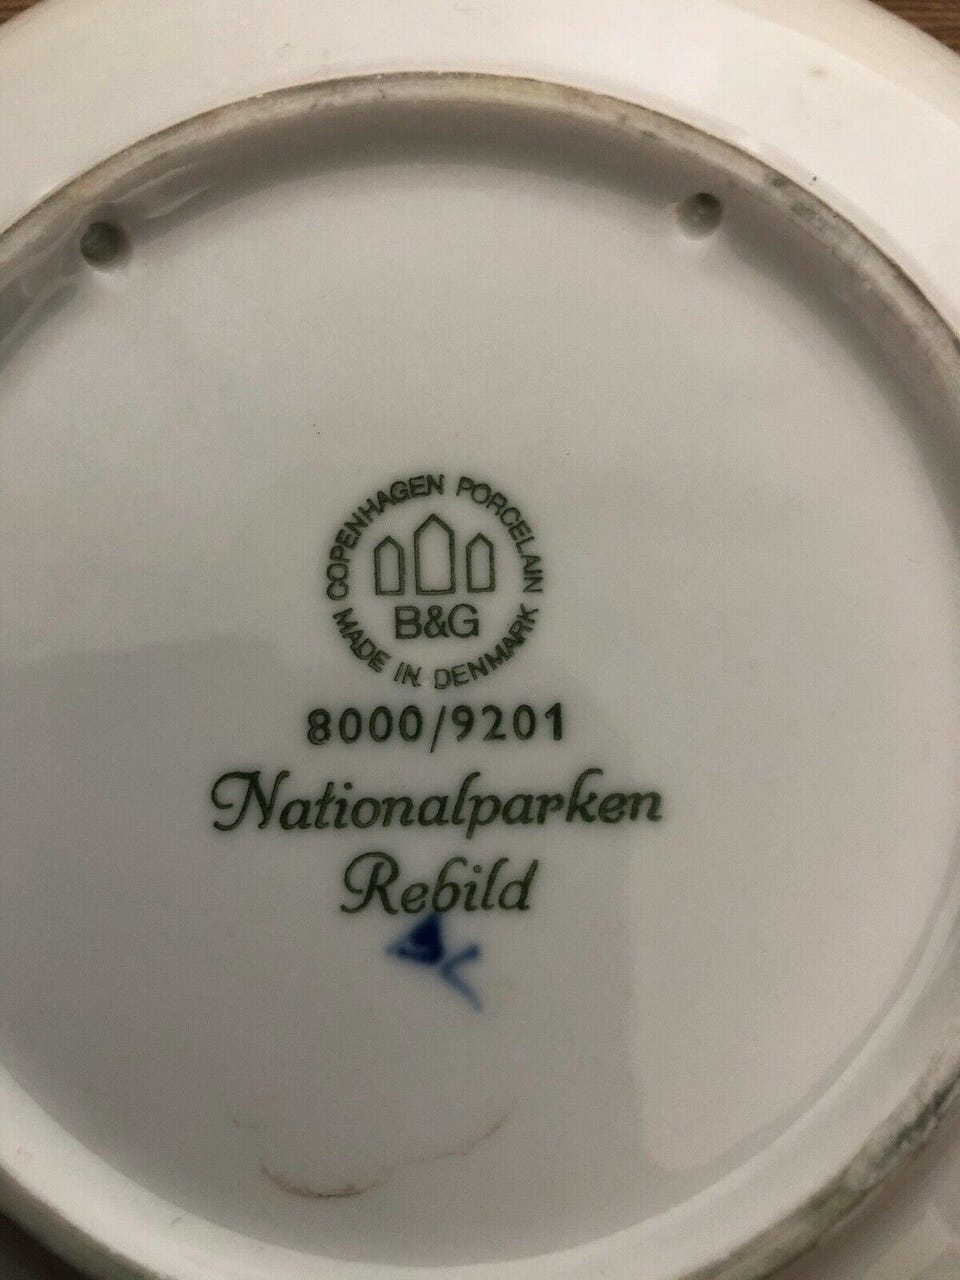 COPENHAGEN PORCELAIN
B&G
MADE IN DENMARK
8000/9201
Nationalparken
Rebild